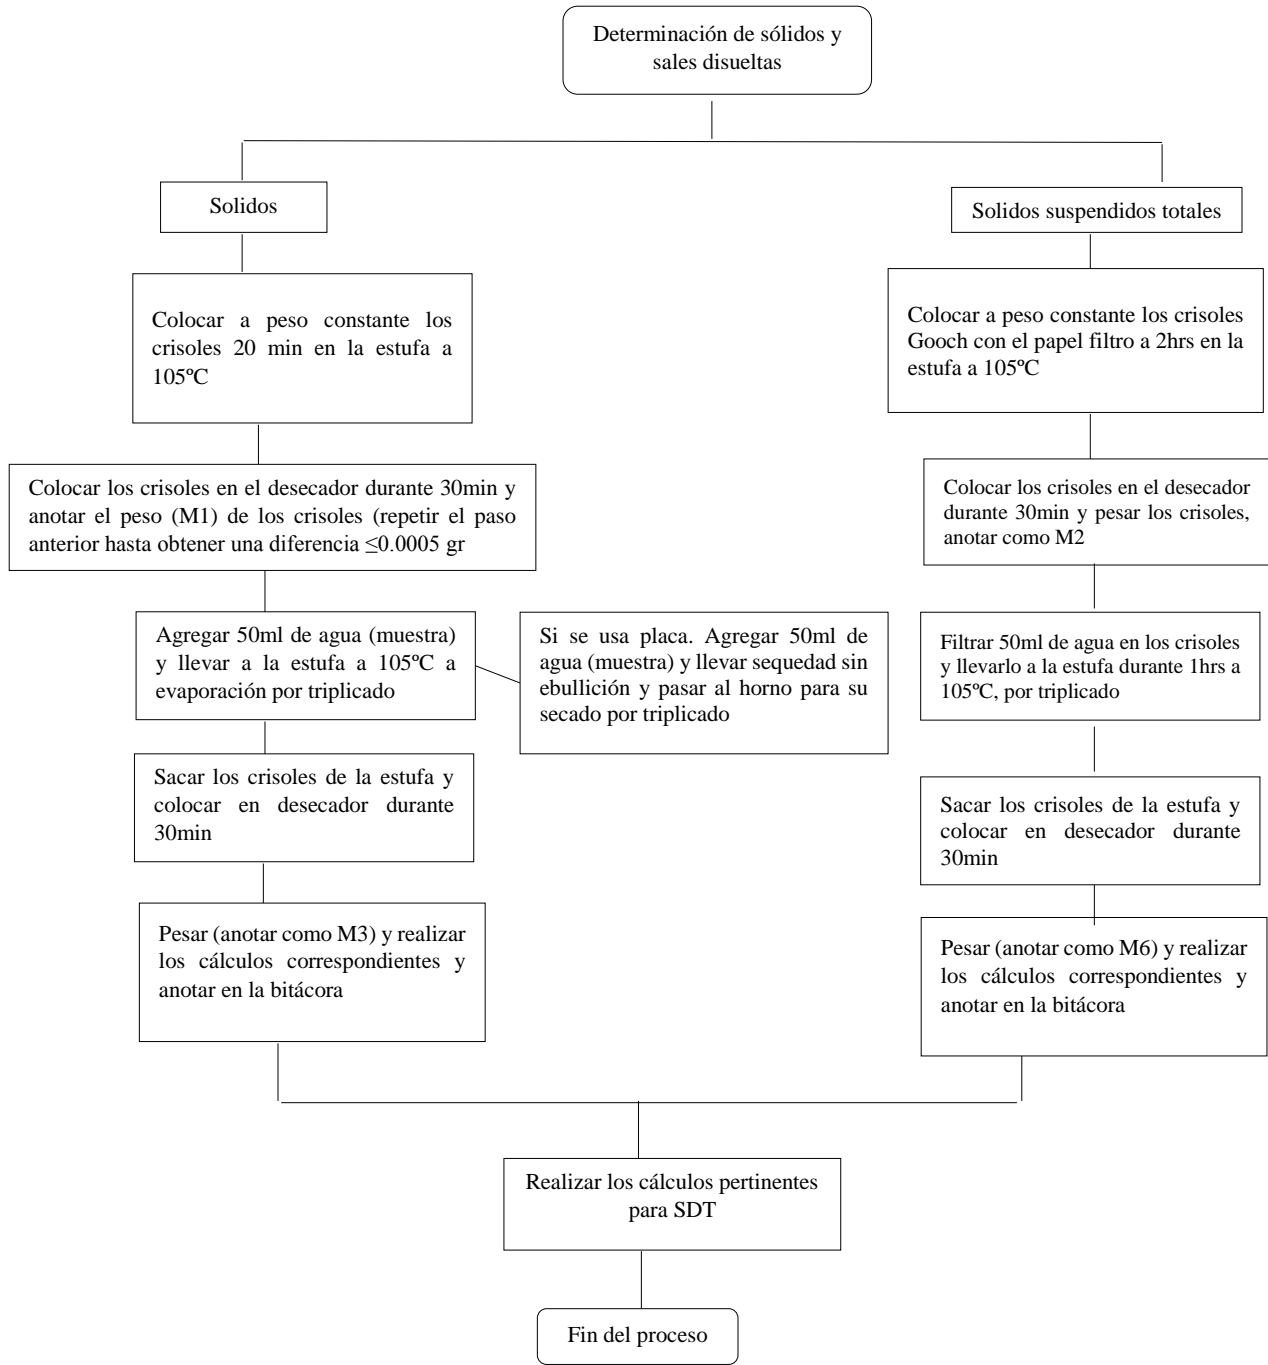 Determinación de sólidos y
sales disueltas
Solidos
Solidos suspendidos totales
Colocar a peso constante los
crisoles 20 min en la estufa a
105ºC
Colocar a peso constante los crisoles
Gooch con el papel filtro a 2hrs en la
estufa a 105ºC
Colocar los crisoles en el desecador durante 30min y
anotar el peso (M1) de los crisoles (repetir el paso
anterior hasta obtener una diferencia ≤0.0005 gr
Colocar los crisoles en el desecador
durante 30min y pesar los crisoles,
anotar como M2
Agregar 50ml de agua (muestra)
y llevar a la estufa a 105ºC a
evaporación por triplicado
Si se usa placa. Agregar 50ml de
agua (muestra) y llevar sequedad sin
ebullición y pasar al horno para su
secado por triplicado
Filtrar 50ml de agua en los crisoles
y llevarlo a la estufa durante 1hrs a
105ºC, por triplicado
Sacar los crisoles de la estufa y
colocar en desecador durante
30min
Sacar los crisoles de la estufa y
colocar en desecador durante
30min
Pesar (anotar como M3) y realizar
los cálculos correspondientes y
anotar en la bitácora
Pesar (anotar como M6) y realizar
los cálculos correspondientes y
anotar en la bitácora
Realizar los cálculos pertinentes
para SDT
Fin del proceso